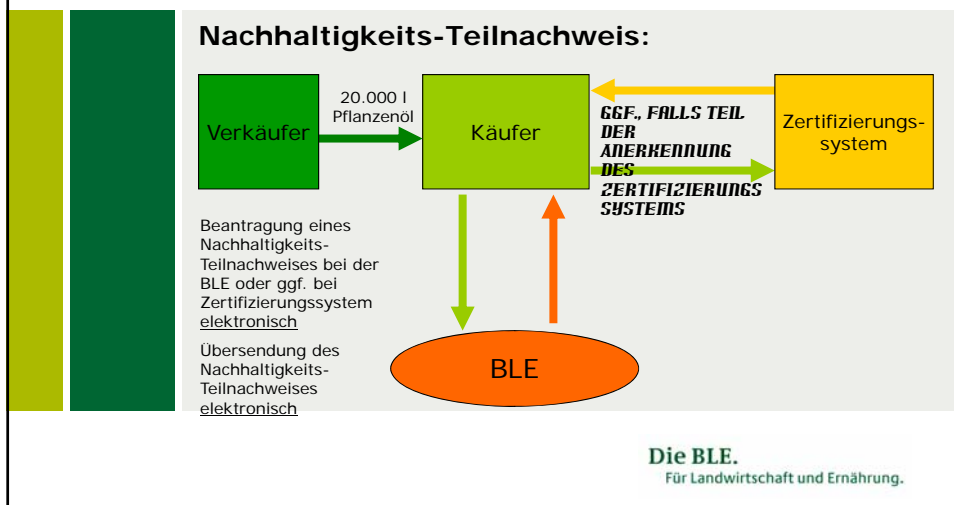 Nachhaltigkeits-Teilnachweis:
Verkäufer
20.000 l
Pflanzenöl
Käufer
GGF., FALLS TEIL
DER
ANERKENNUNG
DES
ZERTIFIZIERUNGS
SYSTEMS
Zertifizierungs-
system
Beantragung eines
Nachhaltigkeits-
Teilnachweises bei der
BLE oder ggf. bei
Zertifizierungssystem
elektronisch
Übersendung des
Nachhaltigkeits-
Teilnachweises
elektronisch
BLE
Die BLE.
Für Landwirtschaft und Ernährung.